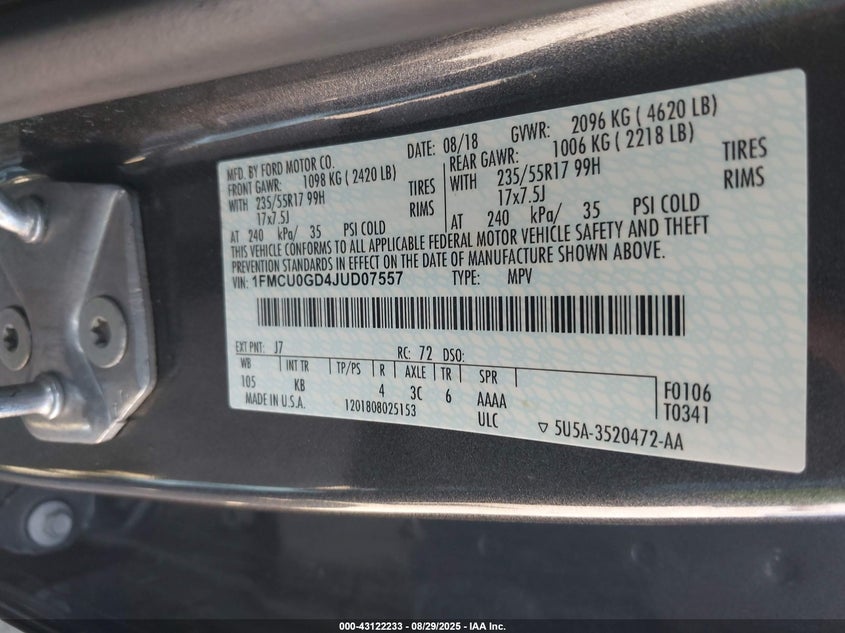 MFD. BY FORD MOTOR CO. DATE: 08/18 GVWR: 2096 KG ( 4620 LB)
FRONT GAWR: 1098 KG ( 2420 LB) REAR GAWR: 1006 KG ( 2218 LB)
WITH 235/55R17 99H TIRES WITH 235/55R17 99H TIRES
17x7.5J RIMS 17x7.5J RIMS
AT 240 kPa/ 35 PSI COLD AT 240 kPa/ 35 PSI COLD
THIS VEHICLE CONFORMS TO ALL APPLICABLE FEDERAL MOTOR VEHICLE SAFETY AND THEFT
PREVENTION STANDARDS IN EFFECT ON THE DATE OF MANUFACTURE SHOWN ABOVE.
VIN: 1FMCU0GD4JUD07557 TYPE: MPV
EXT PNT: J7 RC: 72 DSO:
WB INT TR TP/PS R AXLE TR SPR
105 KB 4 3C 6 AAAA F0106
MADE IN U.S.A. 1201808025153 ULC T0341
▽ 5U5A-3520472-AA
000-43122233 - 08/29/2025 - IAA Inc.